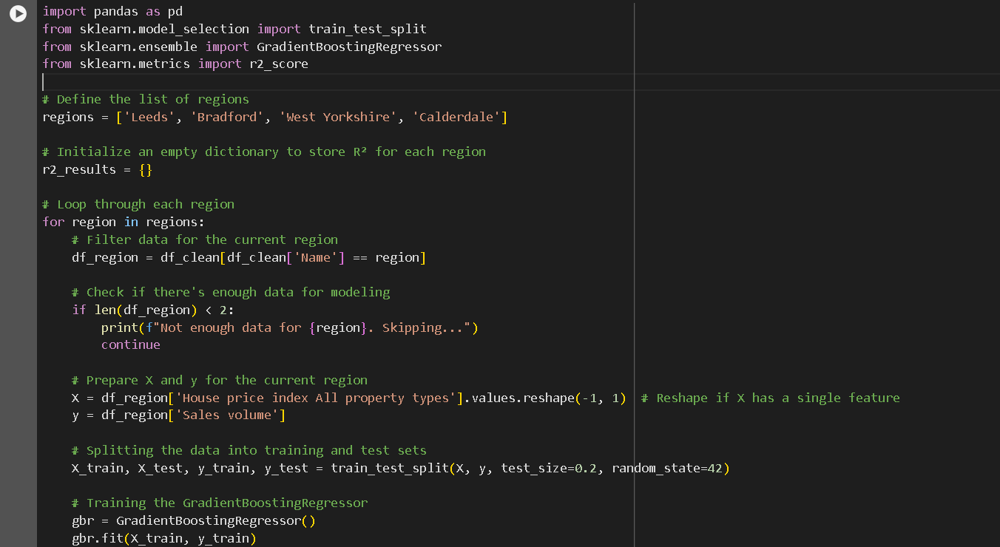 import pandas as pd
from sklearn.model_selection import train_test_split
from sklearn.ensemble import GradientBoostingRegressor
from sklearn.metrics import r2_score

# Define the list of regions
regions = ['Leeds', 'Bradford', 'West Yorkshire', 'Calderdale']

# Initialize an empty dictionary to store R² for each region
r2_results = {}

# Loop through each region
for region in regions:
    # Filter data for the current region
    df_region = df_clean[df_clean['Name'] == region]

    # Check if there's enough data for modeling
    if len(df_region) < 2:
        print(f"Not enough data for {region}. Skipping...")
        continue

    # Prepare X and y for the current region
    X = df_region['House price index All property types'].values.reshape(-1, 1)  # Reshape if X has a single feature
    y = df_region['Sales volume']

    # Splitting the data into training and test sets
    X_train, X_test, y_train, y_test = train_test_split(X, y, test_size=0.2, random_state=42)

    # Training the GradientBoostingRegressor
    gbr = GradientBoostingRegressor()
    gbr.fit(X_train, y_train)